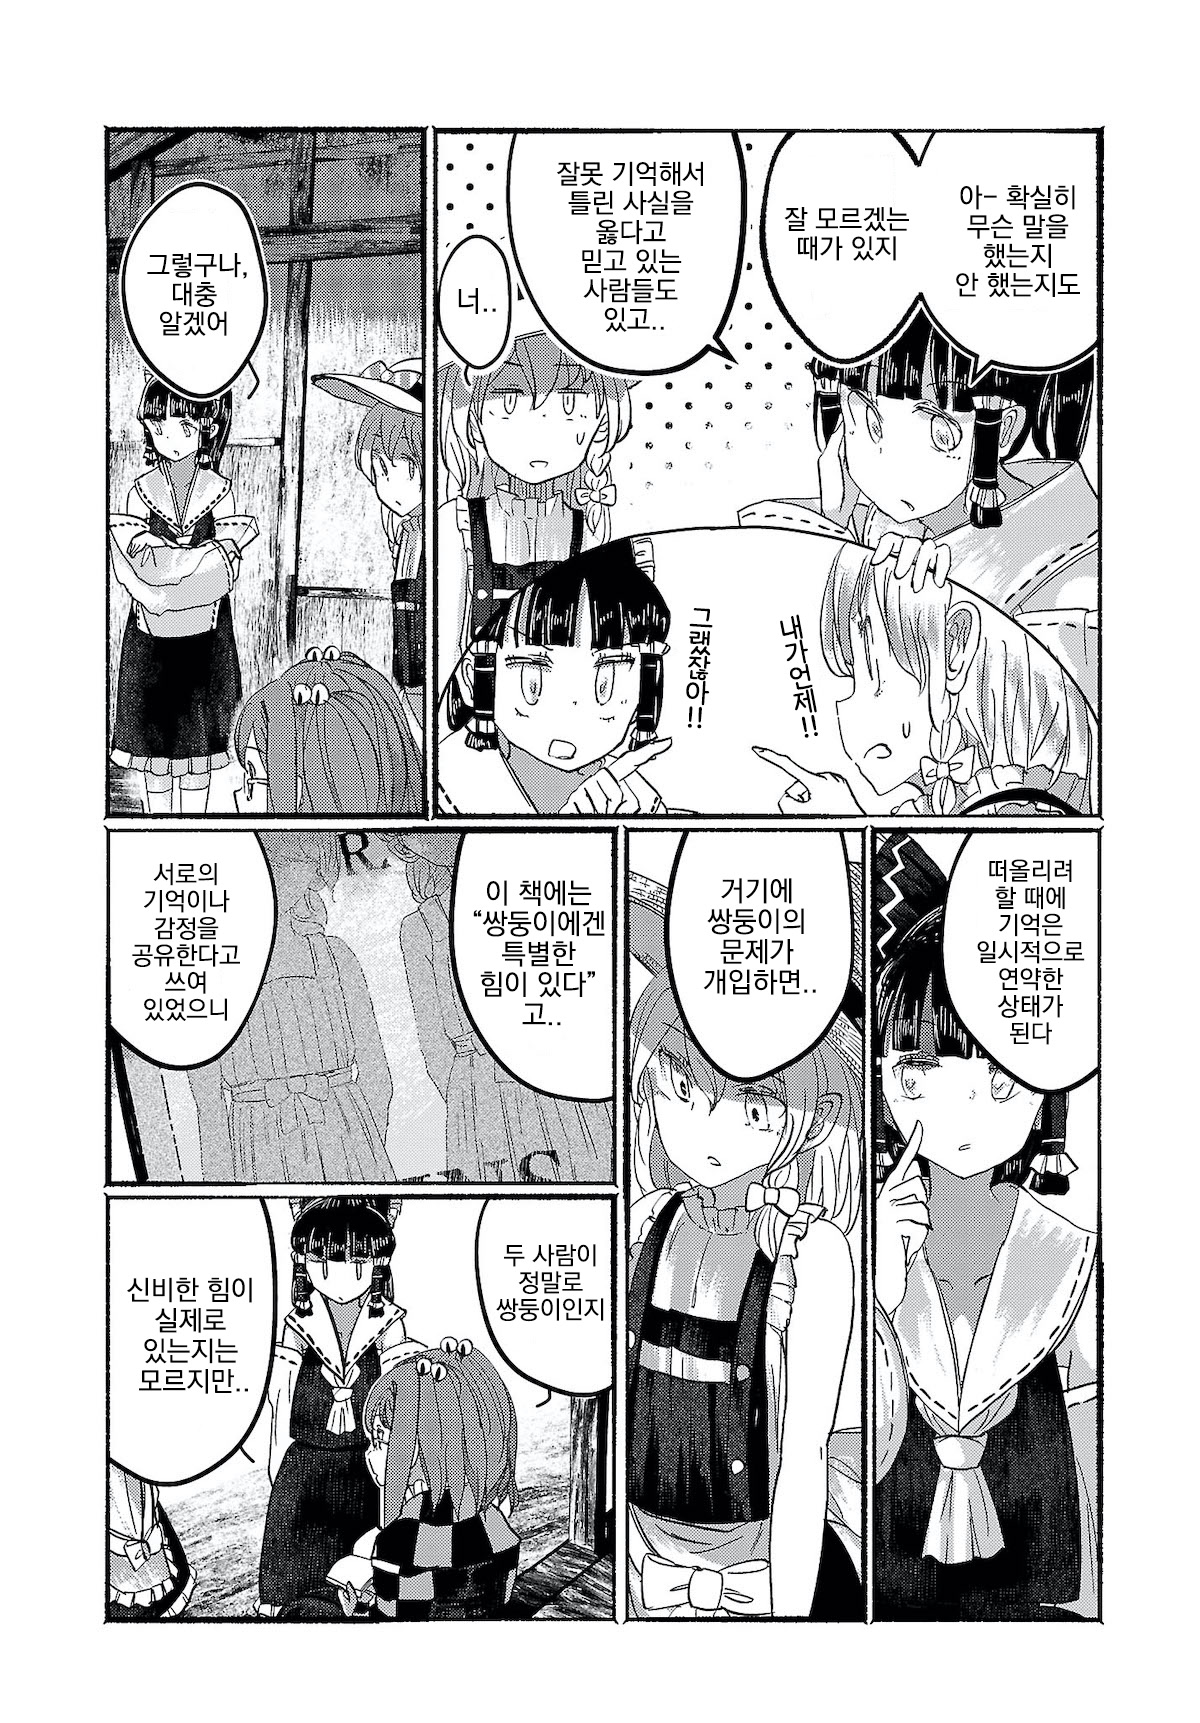 아- 확실히
무슨 말을
했는지
안 했는지도
잘 모르겠는
때가 있지
잘못 기억해서
틀린 사실을
옳다고
믿고 있는
사람들도
있고..
너..
내가언제!!
그랬잖아!!
그렇구나,
대충
알겠어
떠올리려
할 때에
기억은
일시적으로
연약한
상태가
된다
거기에
쌍둥이의
문제가
개입하면..
이 책에는
“쌍둥이에겐
특별한
힘이 있다”
고..
서로의
기억이나
감정을
공유한다고
쓰여
있었으니
R
두 사람이
정말로
쌍둥이인지
신비한 힘이
실제로
있는지는
모르지만..